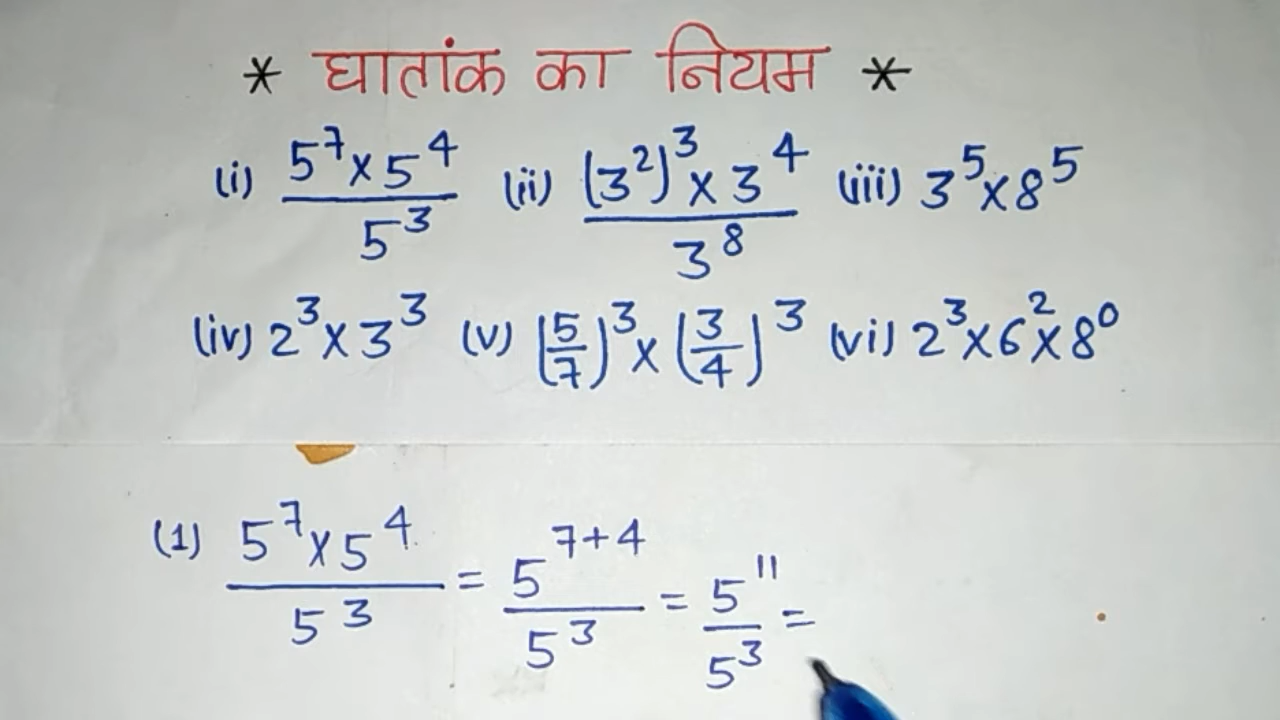 * घातांक का नियम *
(i) (5⁷×5⁴)/5³ (ii) ((3²)³×3⁴)/3⁸ (iii) 3⁵×8⁵
(iv) 2³×3³ (v) (5/7)³×(3/4)³ (vi) 2³×6²×8⁰
(1) (5⁷×5⁴)/5³ = 5⁷⁺⁴/5³ = 5¹¹/5³ =